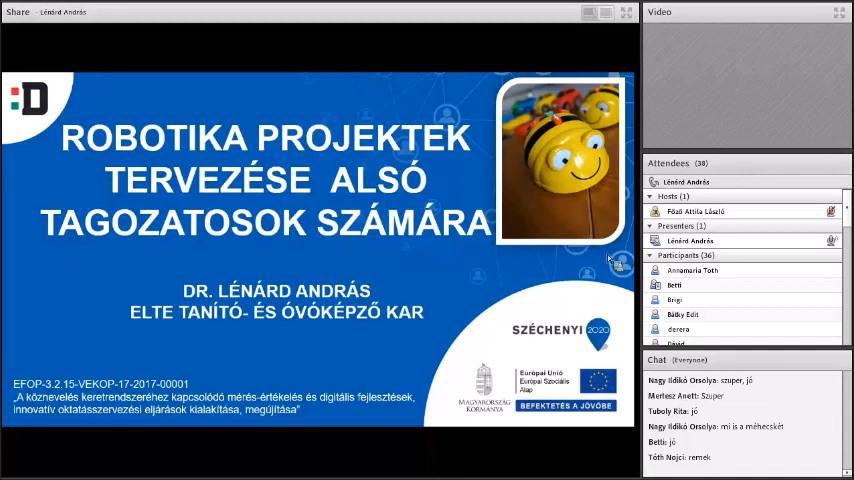 Share - Lénárd András
:D
ROBOTIKA PROJEKTEK
TERVEZÉSE ALSÓ
TAGOZATOSOK SZÁMÁRA
DR. LÉNÁRD ANDRÁS
ELTE TANÍTÓ- ÉS ÓVÓKÉPZŐ KAR
EFOP-3.2.15-VEKOP-17-2017-00001
„A köznevelés keretrendszeréhez kapcsolódó mérés-értékelés és digitális fejlesztések,
innovatív oktatásszervezési eljárások kialakítása, megújítása”
SZÉCHENYI 2020
MAGYARORSZÁG
KORMÁNYA
Európai Unió
Európai Szociális
Alap
BEFEKTETÉS A JÖVŐBE
Video
Attendees (38)
Lénárd András
Hosts (1)
Főző Attila László
Presenters (1)
Lénárd András
Participants (36)
Annamaria Toth
Betti
Brigi
Bátky Edit
derera
Dávid
Chat (Everyone)
Nagy Ildikó Orsolya: szuper, jó
Mertesz Anett: Szuper
Tuboly Rita: jó
Nagy Ildikó Orsolya: mi is a méhecskét
Betti: jó
Tóth Nojci: remek